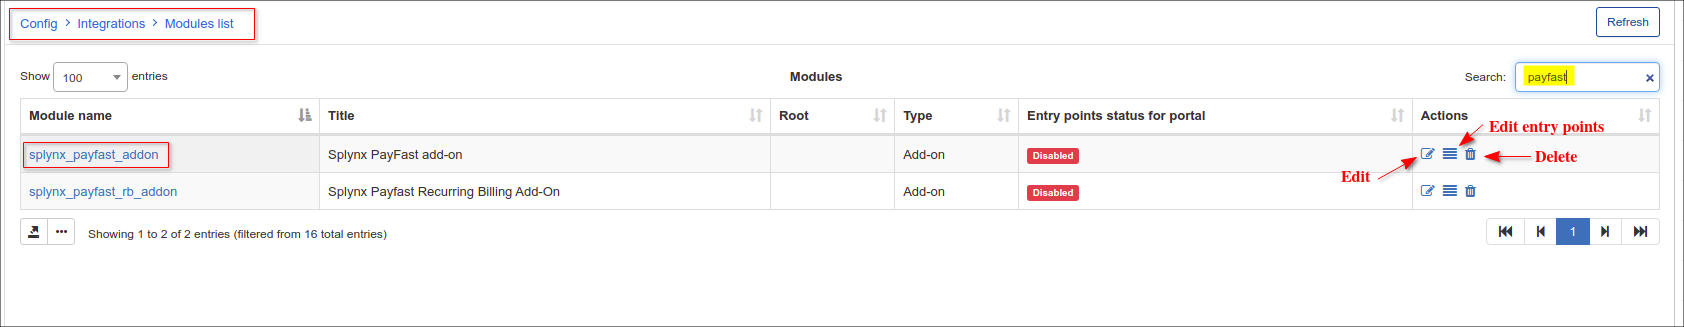 Config > Integrations > Modules list
Refresh
Show 100 entries
Modules
Search: payfast ×
Module name Title Root Type Entry points status for portal Actions
Edit entry points
splynx_payfast_addon Splynx PayFast add-on Add-on Disabled
Delete
Edit
splynx_payfast_rb_addon Splynx Payfast Recurring Billing Add-On Add-on Disabled
••• Showing 1 to 2 of 2 entries (filtered from 16 total entries)
1